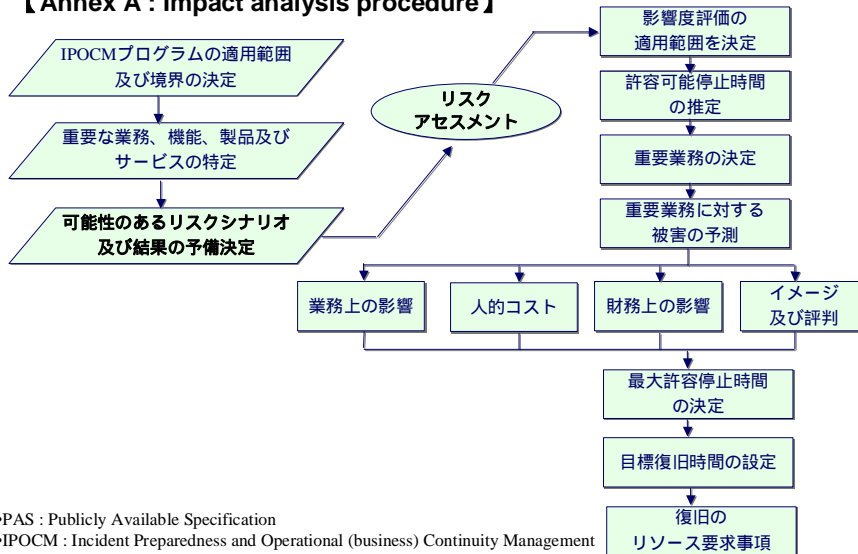 【Annex A : Impact analysis procedure】
IPOCMプログラムの適用範囲
及び境界の決定
重要な業務、機能、製品及び
サービスの特定
可能性のあるリスクシナリオ
及び結果の予備決定
リスク
アセスメント
影響度評価の
適用範囲を決定
許容可能停止時間
の推定
重要業務の決定
重要業務に対する
被害の予測
業務上の影響
人的コスト
財務上の影響
イメージ
及び評判
最大許容停止時間
の決定
目標復旧時間の設定
復旧の
リソース要求事項
•PAS : Publicly Available Specification
•IPOCM : Incident Preparedness and Operational (business) Continuity Management